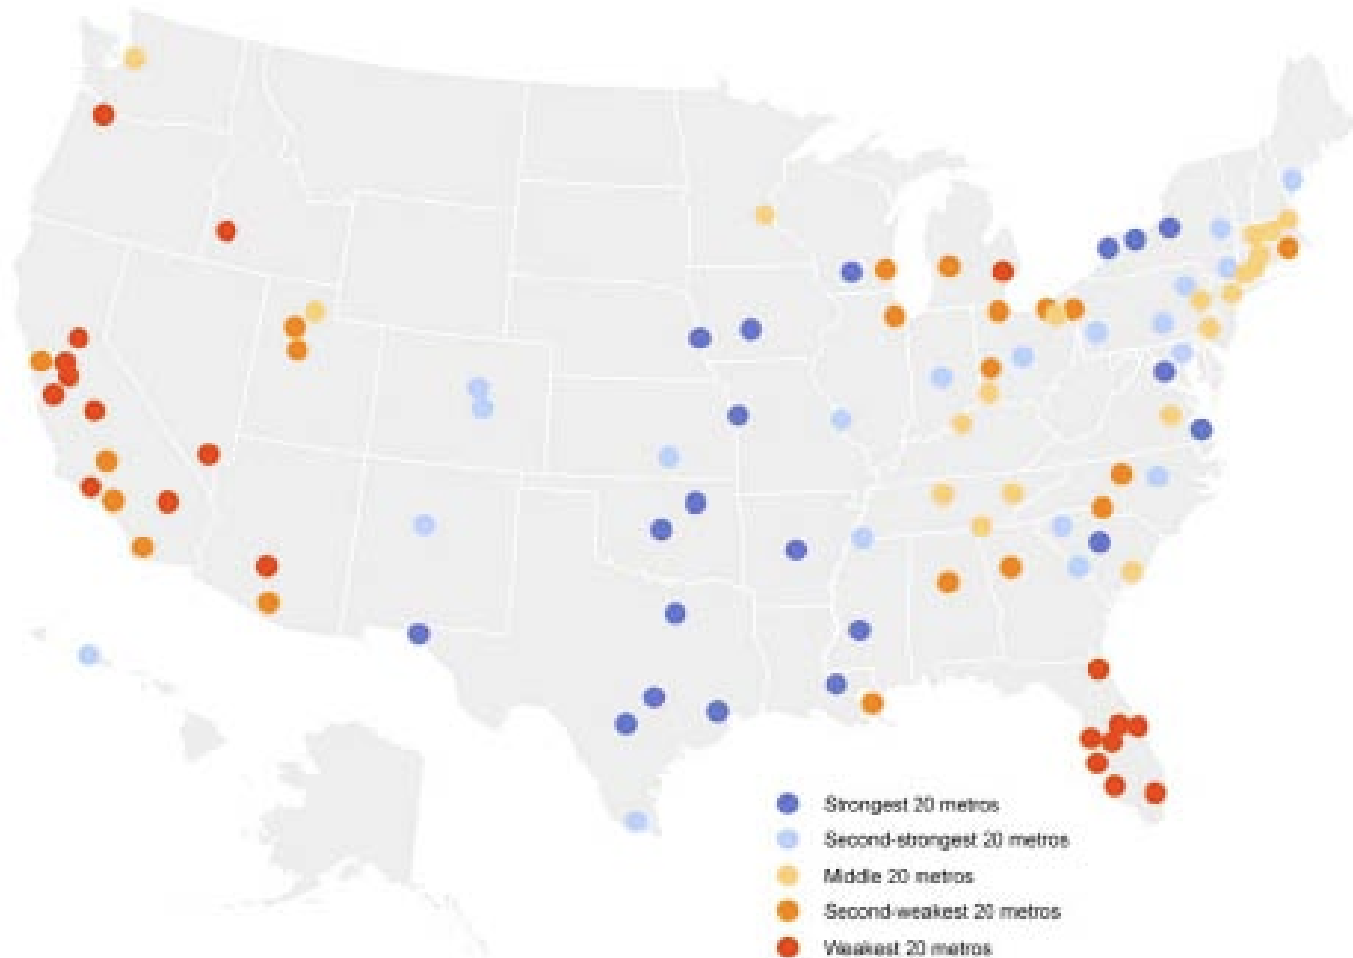 Strongest 20 metros
Second-strongest 20 metros
Middle 20 metros
Second-weakest 20 metros
Weakest 20 metros